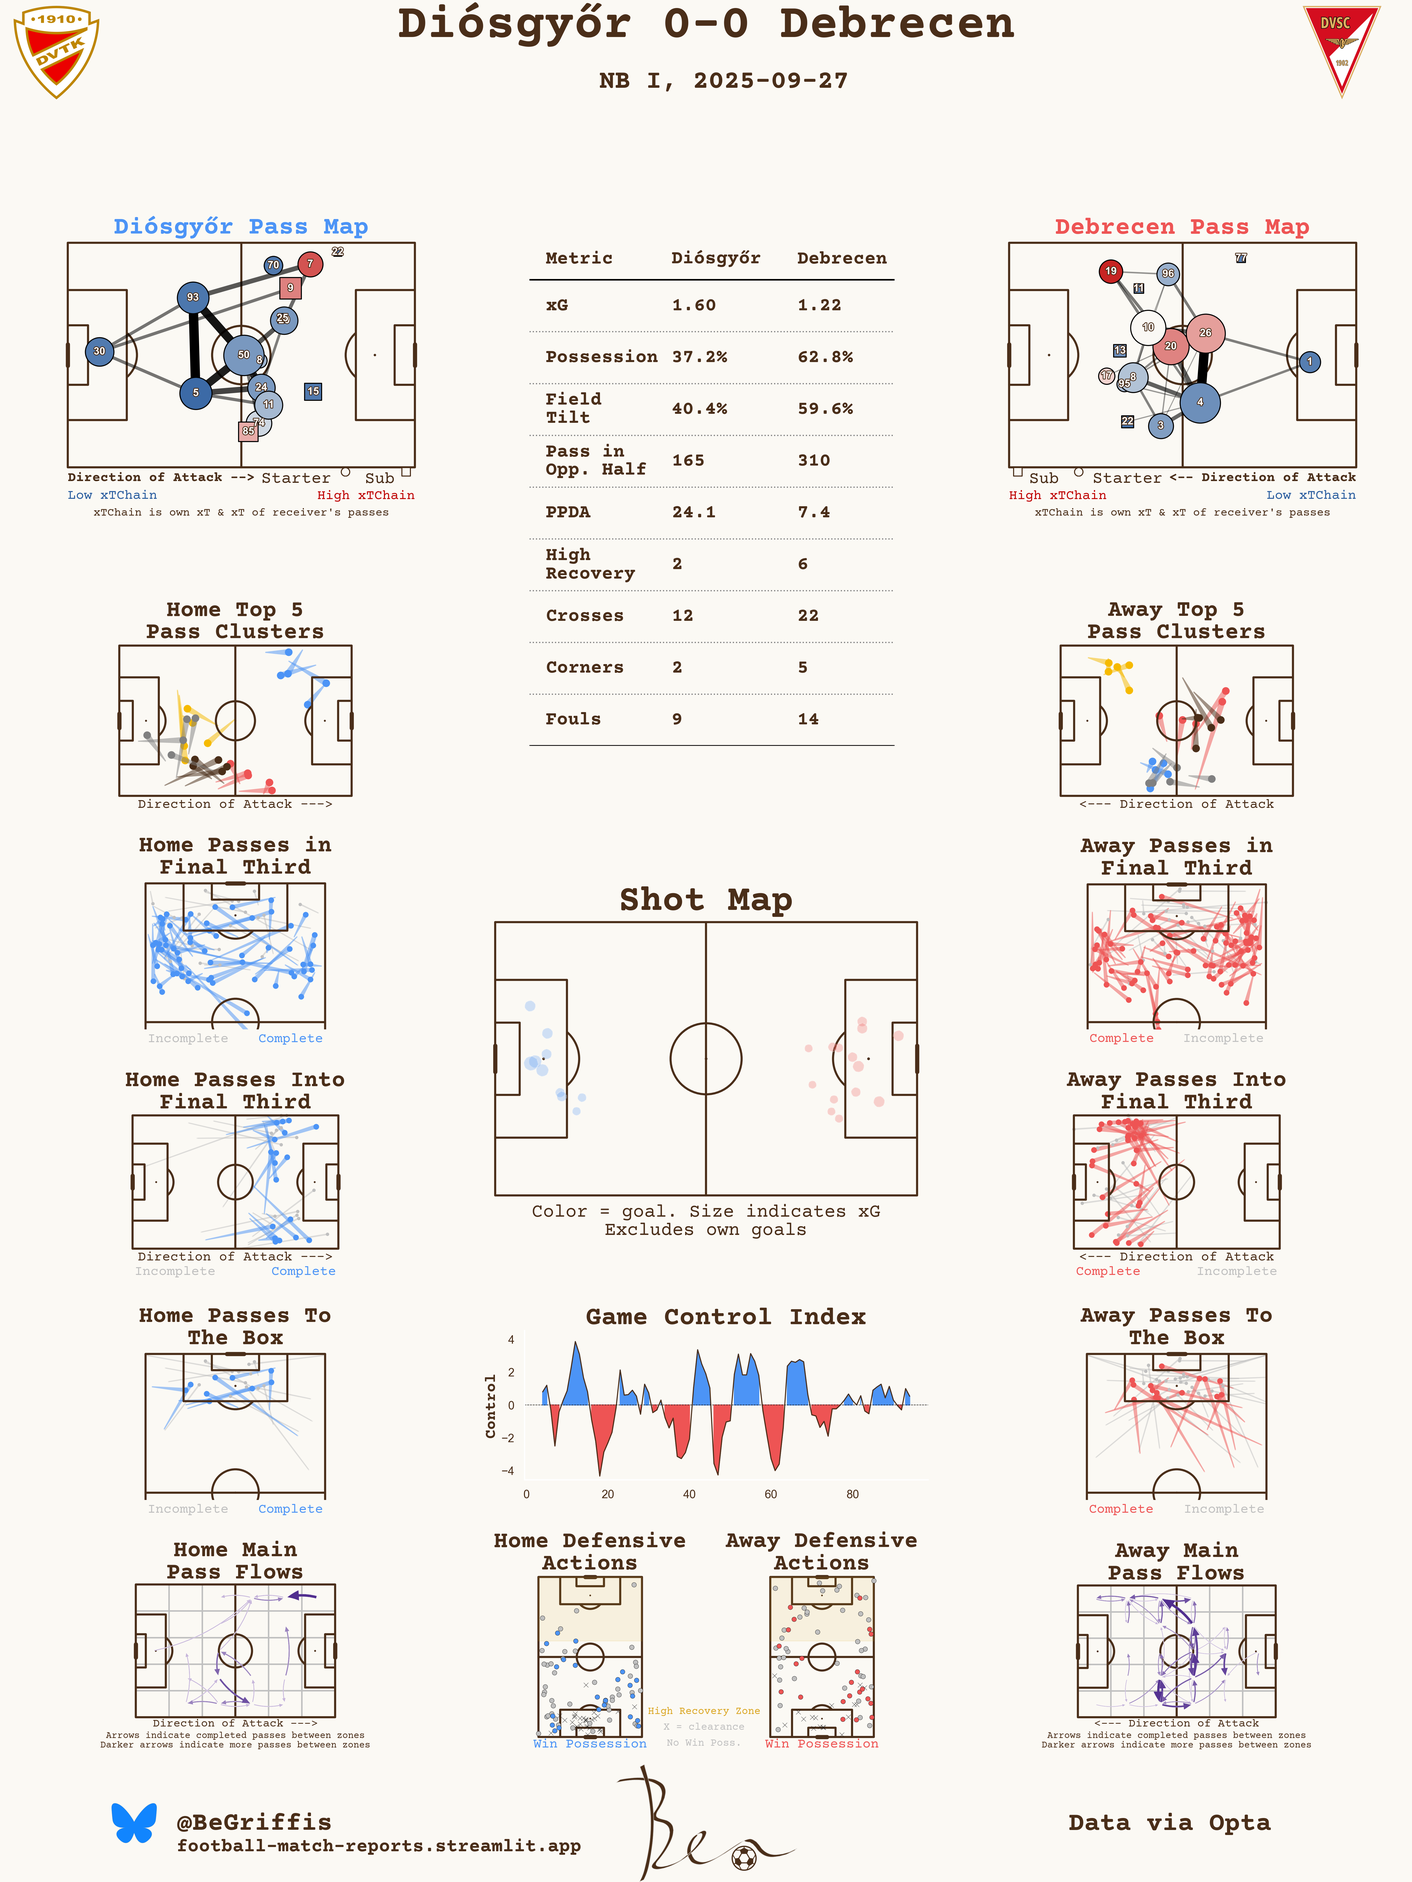 Diósgyőr 0-0 Debrecen
NB I, 2025-09-27
1910
DVTK
DVSC
1902
Diósgyőr Pass Map
22
70
7
9
93
25
30
50
8
5
24
15
11
74
85
Direction of Attack --> Starter Sub
Low xTChain High xTChain
xTChain is own xT & xT of receiver's passes
Metric Diósgyőr Debrecen
xG 1.60 1.22
Possession 37.2% 62.8%
Field
Tilt 40.4% 59.6%
Pass in
Opp. Half 165 310
PPDA 24.1 7.4
High
Recovery 2 6
Crosses 12 22
Corners 2 5
Fouls 9 14
Debrecen Pass Map
77
19
96
11
10
26
20
13
1
17
95
8
4
22
3
Sub Starter <-- Direction of Attack
High xTChain Low xTChain
xTChain is own xT & xT of receiver's passes
Home Top 5
Pass Clusters
Direction of Attack --->
Away Top 5
Pass Clusters
<--- Direction of Attack
Home Passes in
Final Third
Incomplete Complete
Away Passes in
Final Third
Complete Incomplete
Shot Map
Color = goal. Size indicates xG
Excludes own goals
Home Passes Into
Final Third
Direction of Attack --->
Incomplete Complete
Away Passes Into
Final Third
<--- Direction of Attack
Complete Incomplete
Home Passes To
The Box
Incomplete Complete
Game Control Index
Control
4
2
0
−2
−4
0 20 40 60 80
Away Passes To
The Box
Complete Incomplete
Home Main
Pass Flows
Direction of Attack --->
Arrows indicate completed passes between zones
Darker arrows indicate more passes between zones
Home Defensive
Actions
Win Possession
Away Defensive
Actions
Win Possession
High Recovery Zone
X = clearance
No Win Poss.
Away Main
Pass Flows
<--- Direction of Attack
Arrows indicate completed passes between zones
Darker arrows indicate more passes between zones
@BeGriffis
football-match-reports.streamlit.app
Ben
Data via Opta